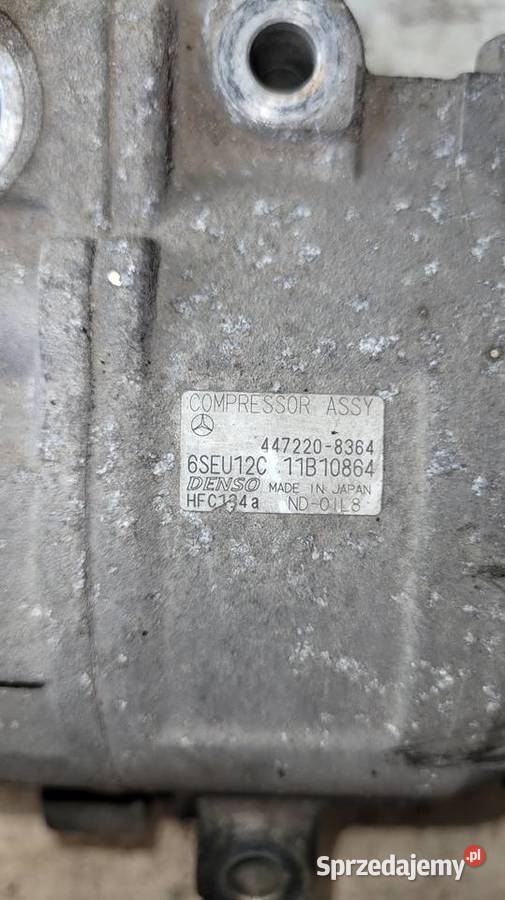 COMPRESSOR ASSY
447220-8364
6SEU12C 11B10864
DENSO MADE IN JAPAN
HFC134a ND-OIL8
Sprzedajemy.pl